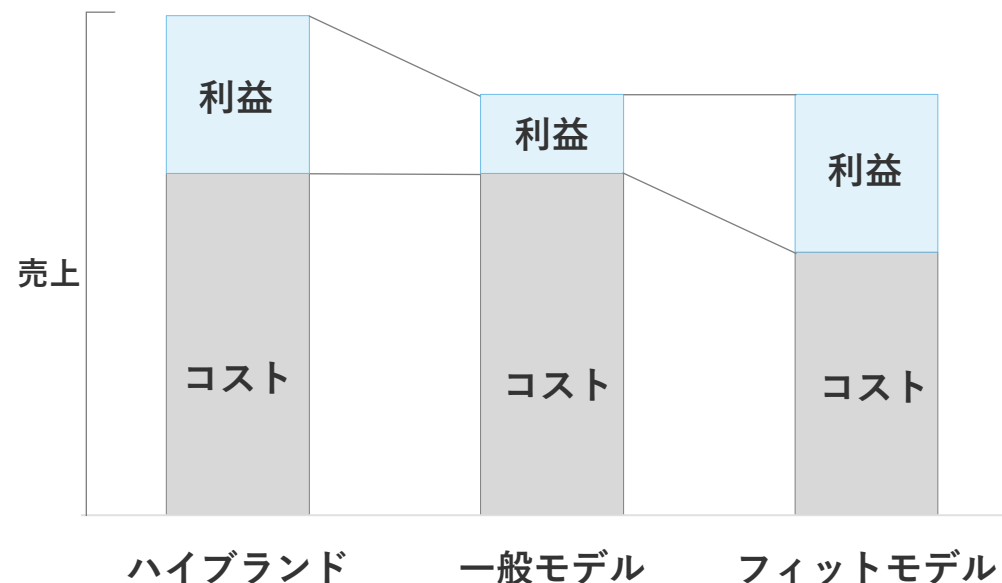 利益
利益
利益
売上
コスト
コスト
コスト
ハイブランド
一般モデル
フィットモデル